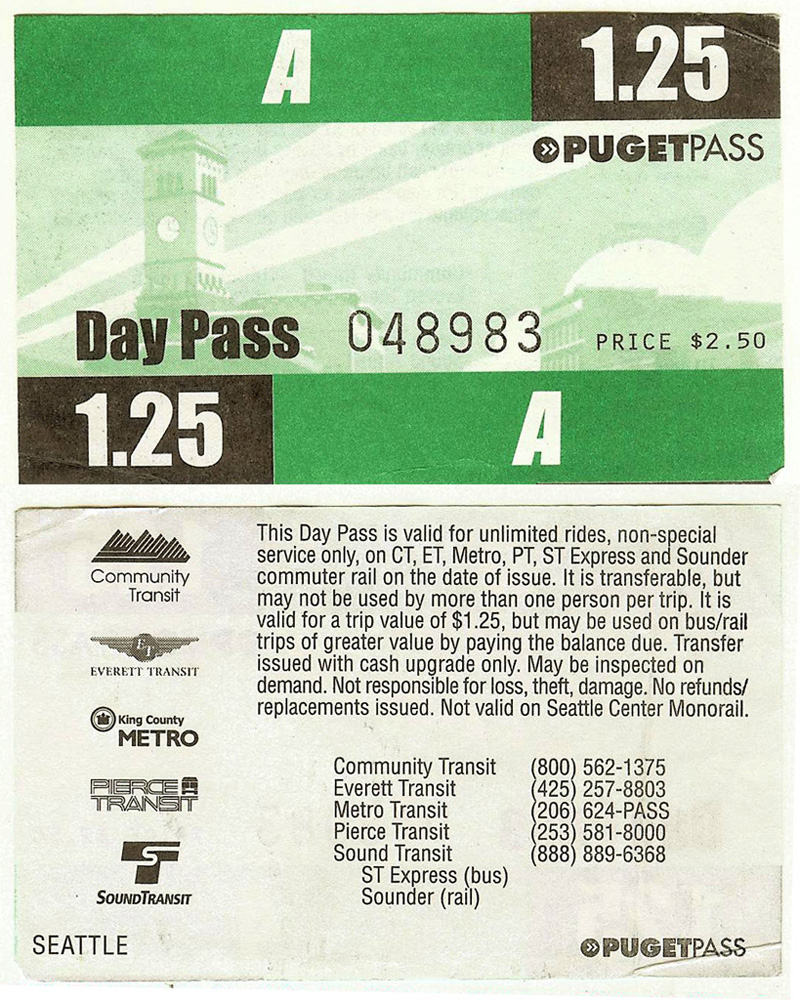 A 1.25
PUGETPASS
Day Pass 048983 PRICE $2.50
1.25 A
Community
Transit
ET
EVERETT TRANSIT
King County
METRO
PIERCE
TRANSIT
ST
SOUNDTRANSIT
This Day Pass is valid for unlimited rides, non-special
service only, on CT, ET, Metro, PT, ST Express and Sounder
commuter rail on the date of issue. It is transferable, but
may not be used by more than one person per trip. It is
valid for a trip value of $1.25, but may be used on bus/rail
trips of greater value by paying the balance due. Transfer
issued with cash upgrade only. May be inspected on
demand. Not responsible for loss, theft, damage. No refunds/
replacements issued. Not valid on Seattle Center Monorail.
Community Transit (800) 562-1375
Everett Transit (425) 257-8803
Metro Transit (206) 624-PASS
Pierce Transit (253) 581-8000
Sound Transit (888) 889-6368
ST Express (bus)
Sounder (rail)
SEATTLE PUGETPASS